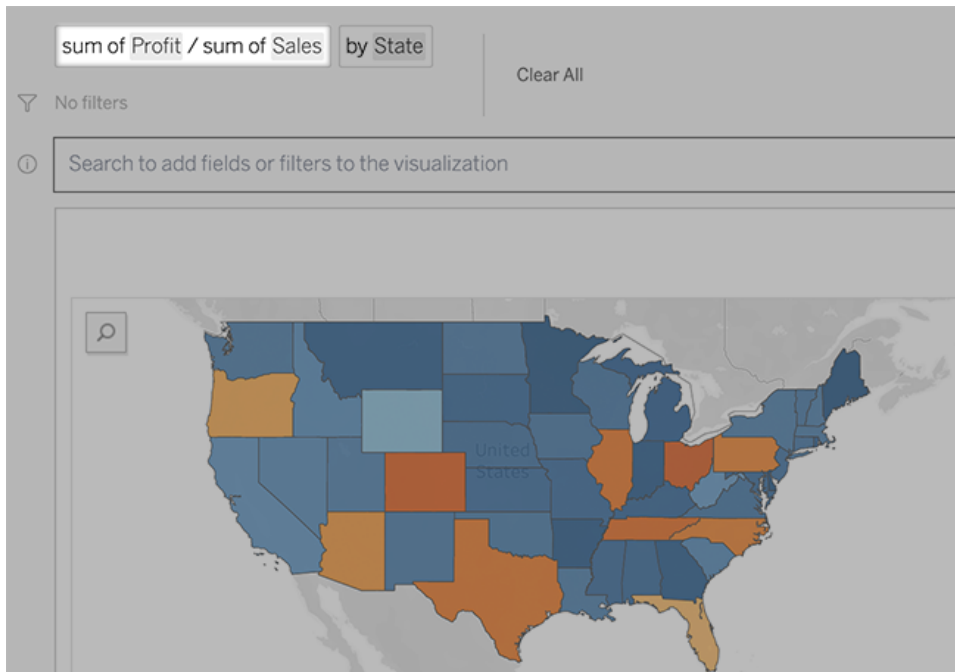 sum of Profit / sum of Sales by State
Clear All
No filters
Search to add fields or filters to the visualization
United
States